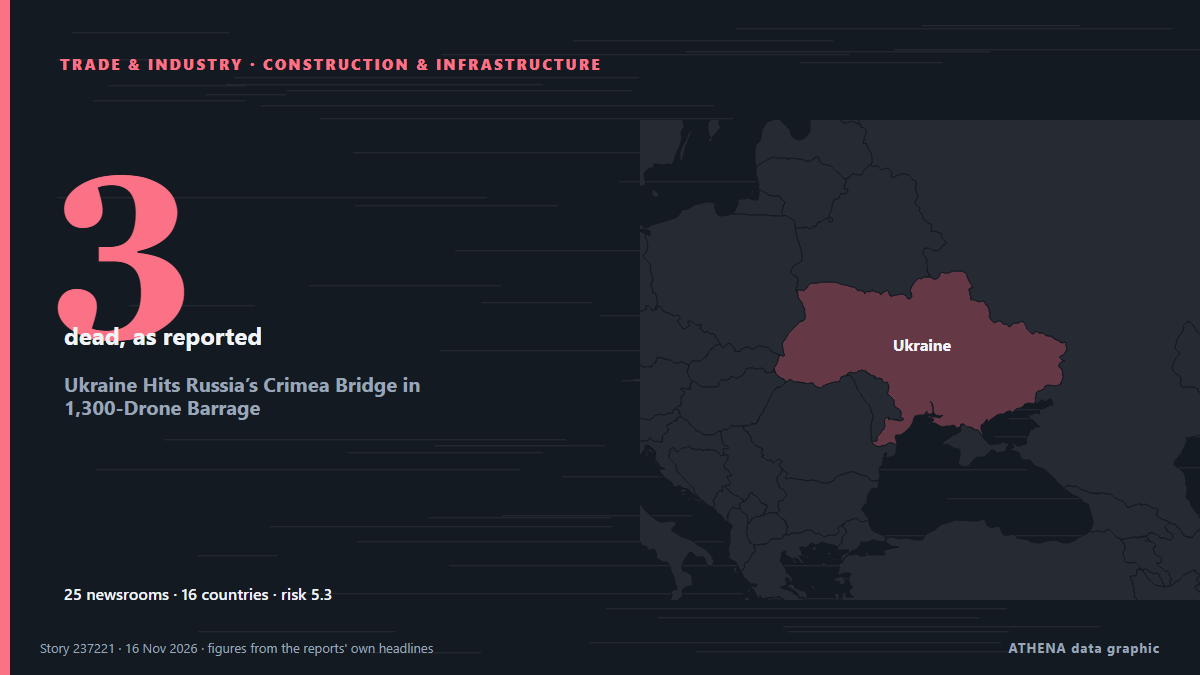 TRADE & INDUSTRY · CONSTRUCTION & INFRASTRUCTURE
3
dead, as reported
Ukraine Hits Russia’s Crimea Bridge in
1,300-Drone Barrage
Ukraine
25 newsrooms · 16 countries · risk 5.3
Story 237221 · 16 Nov 2026 · figures from the reports' own headlines
ATHENA data graphic